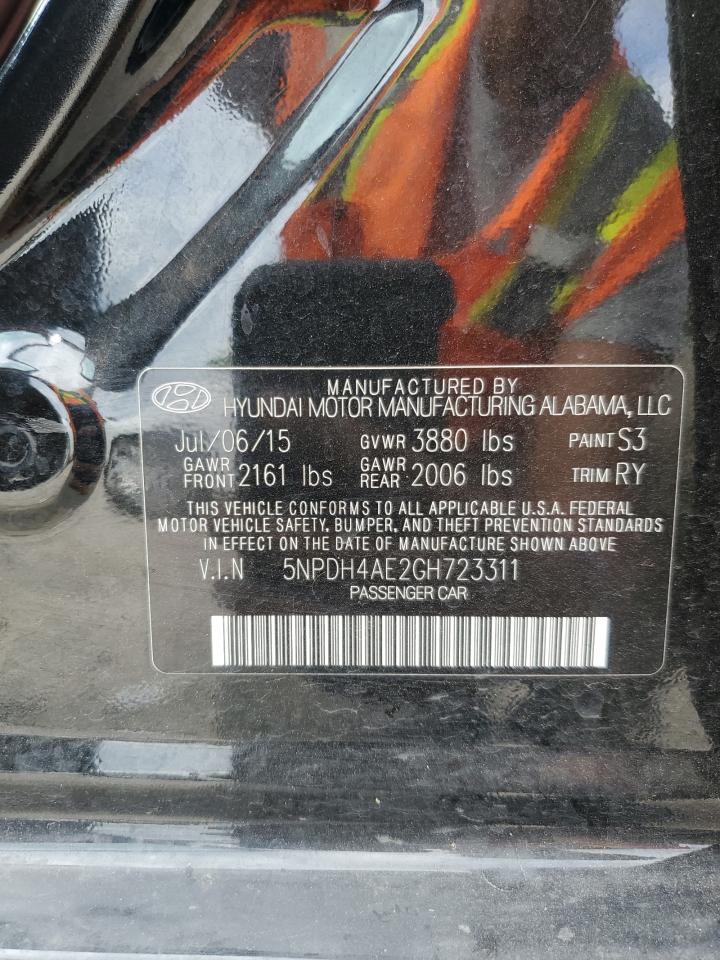 MANUFACTURED BY
HYUNDAI MOTOR MANUFACTURING ALABAMA, LLC
Jul/06/15 GVWR 3880 lbs PAINT S3
GAWR FRONT 2161 lbs GAWR REAR 2006 lbs TRIM RY
THIS VEHICLE CONFORMS TO ALL APPLICABLE U.S.A. FEDERAL
MOTOR VEHICLE SAFETY, BUMPER, AND THEFT PREVENTION STANDARDS
IN EFFECT ON THE DATE OF MANUFACTURE SHOWN ABOVE
V.I.N 5NPDH4AE2GH723311
PASSENGER CAR